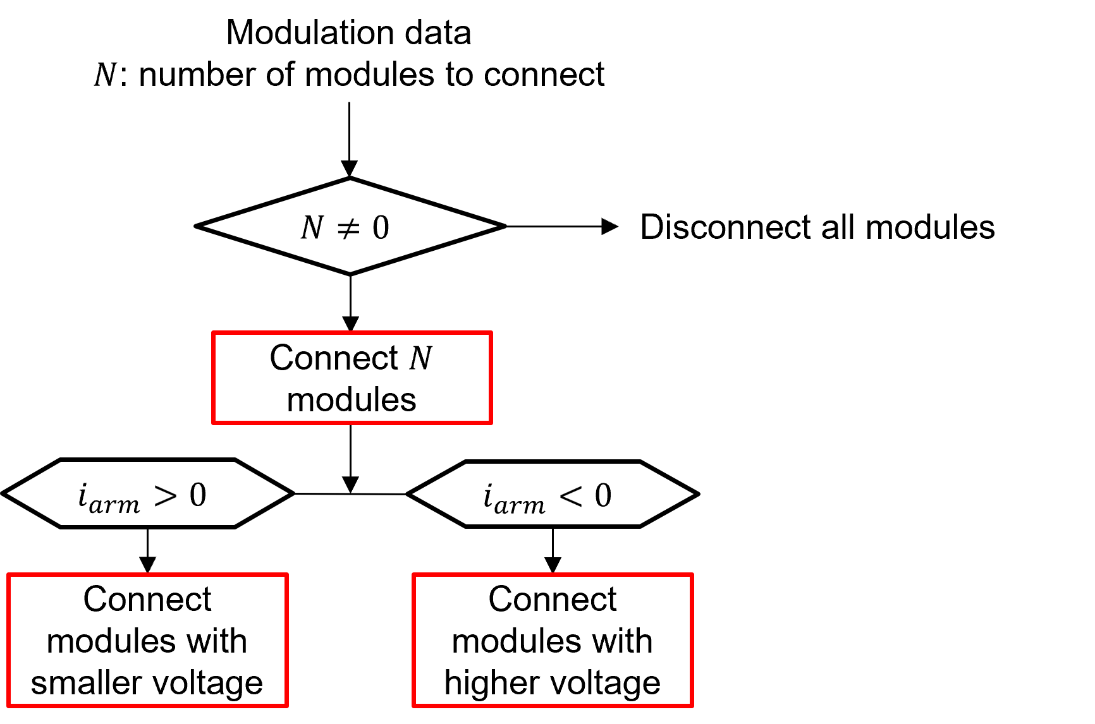 Modulation data
N: number of modules to connect
N ≠ 0
Disconnect all modules
Connect N
modules
i_arm > 0
i_arm < 0
Connect
modules with
smaller voltage
Connect
modules with
higher voltage